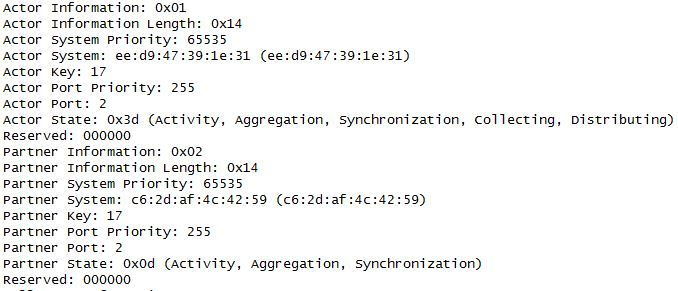 Actor Information: 0x01
Actor Information Length: 0x14
Actor System Priority: 65535
Actor System: ee:d9:47:39:1e:31 (ee:d9:47:39:1e:31)
Actor Key: 17
Actor Port Priority: 255
Actor Port: 2
Actor State: 0x3d (Activity, Aggregation, Synchronization, Collecting, Distributing)
Reserved: 000000
Partner Information: 0x02
Partner Information Length: 0x14
Partner System Priority: 65535
Partner System: c6:2d:af:4c:42:59 (c6:2d:af:4c:42:59)
Partner Key: 17
Partner Port Priority: 255
Partner Port: 2
Partner State: 0x0d (Activity, Aggregation, Synchronization)
Reserved: 000000